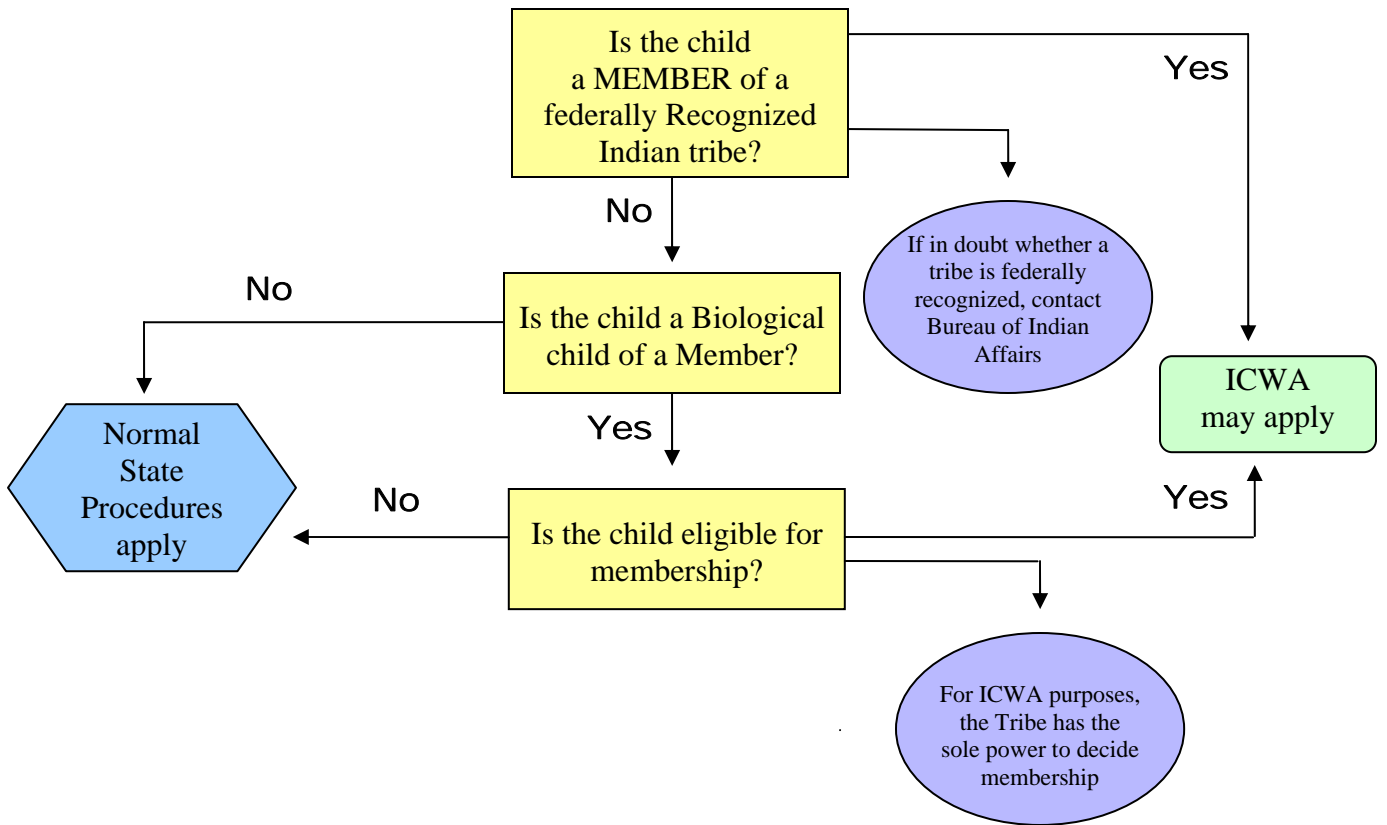 Is the child
a MEMBER of a
federally Recognized
Indian tribe?
Yes
No
If in doubt whether a
tribe is federally
recognized, contact
Bureau of Indian
Affairs
No
Is the child a Biological
child of a Member?
ICWA
may apply
Yes
Normal
State
Procedures
apply
No
Is the child eligible for
membership?
Yes
For ICWA purposes,
the Tribe has the
sole power to decide
membership